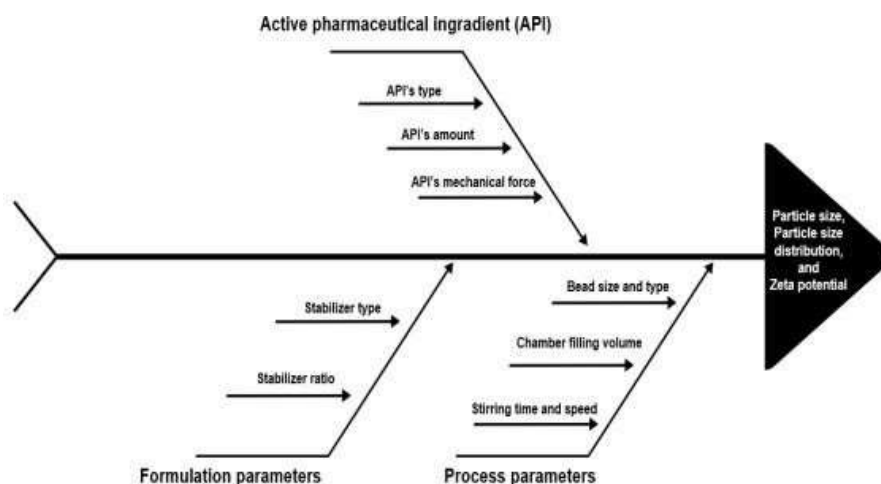 Active pharmaceutical ingradient (API)
API's type
API's amount
API's mechanical force
Particle size,
Particle size
distribution,
and
Zeta potential
Bead size and type
Stabilizer type
Chamber filling volume
Stabilizer ratio
Stirring time and speed
Formulation parameters
Process parameters